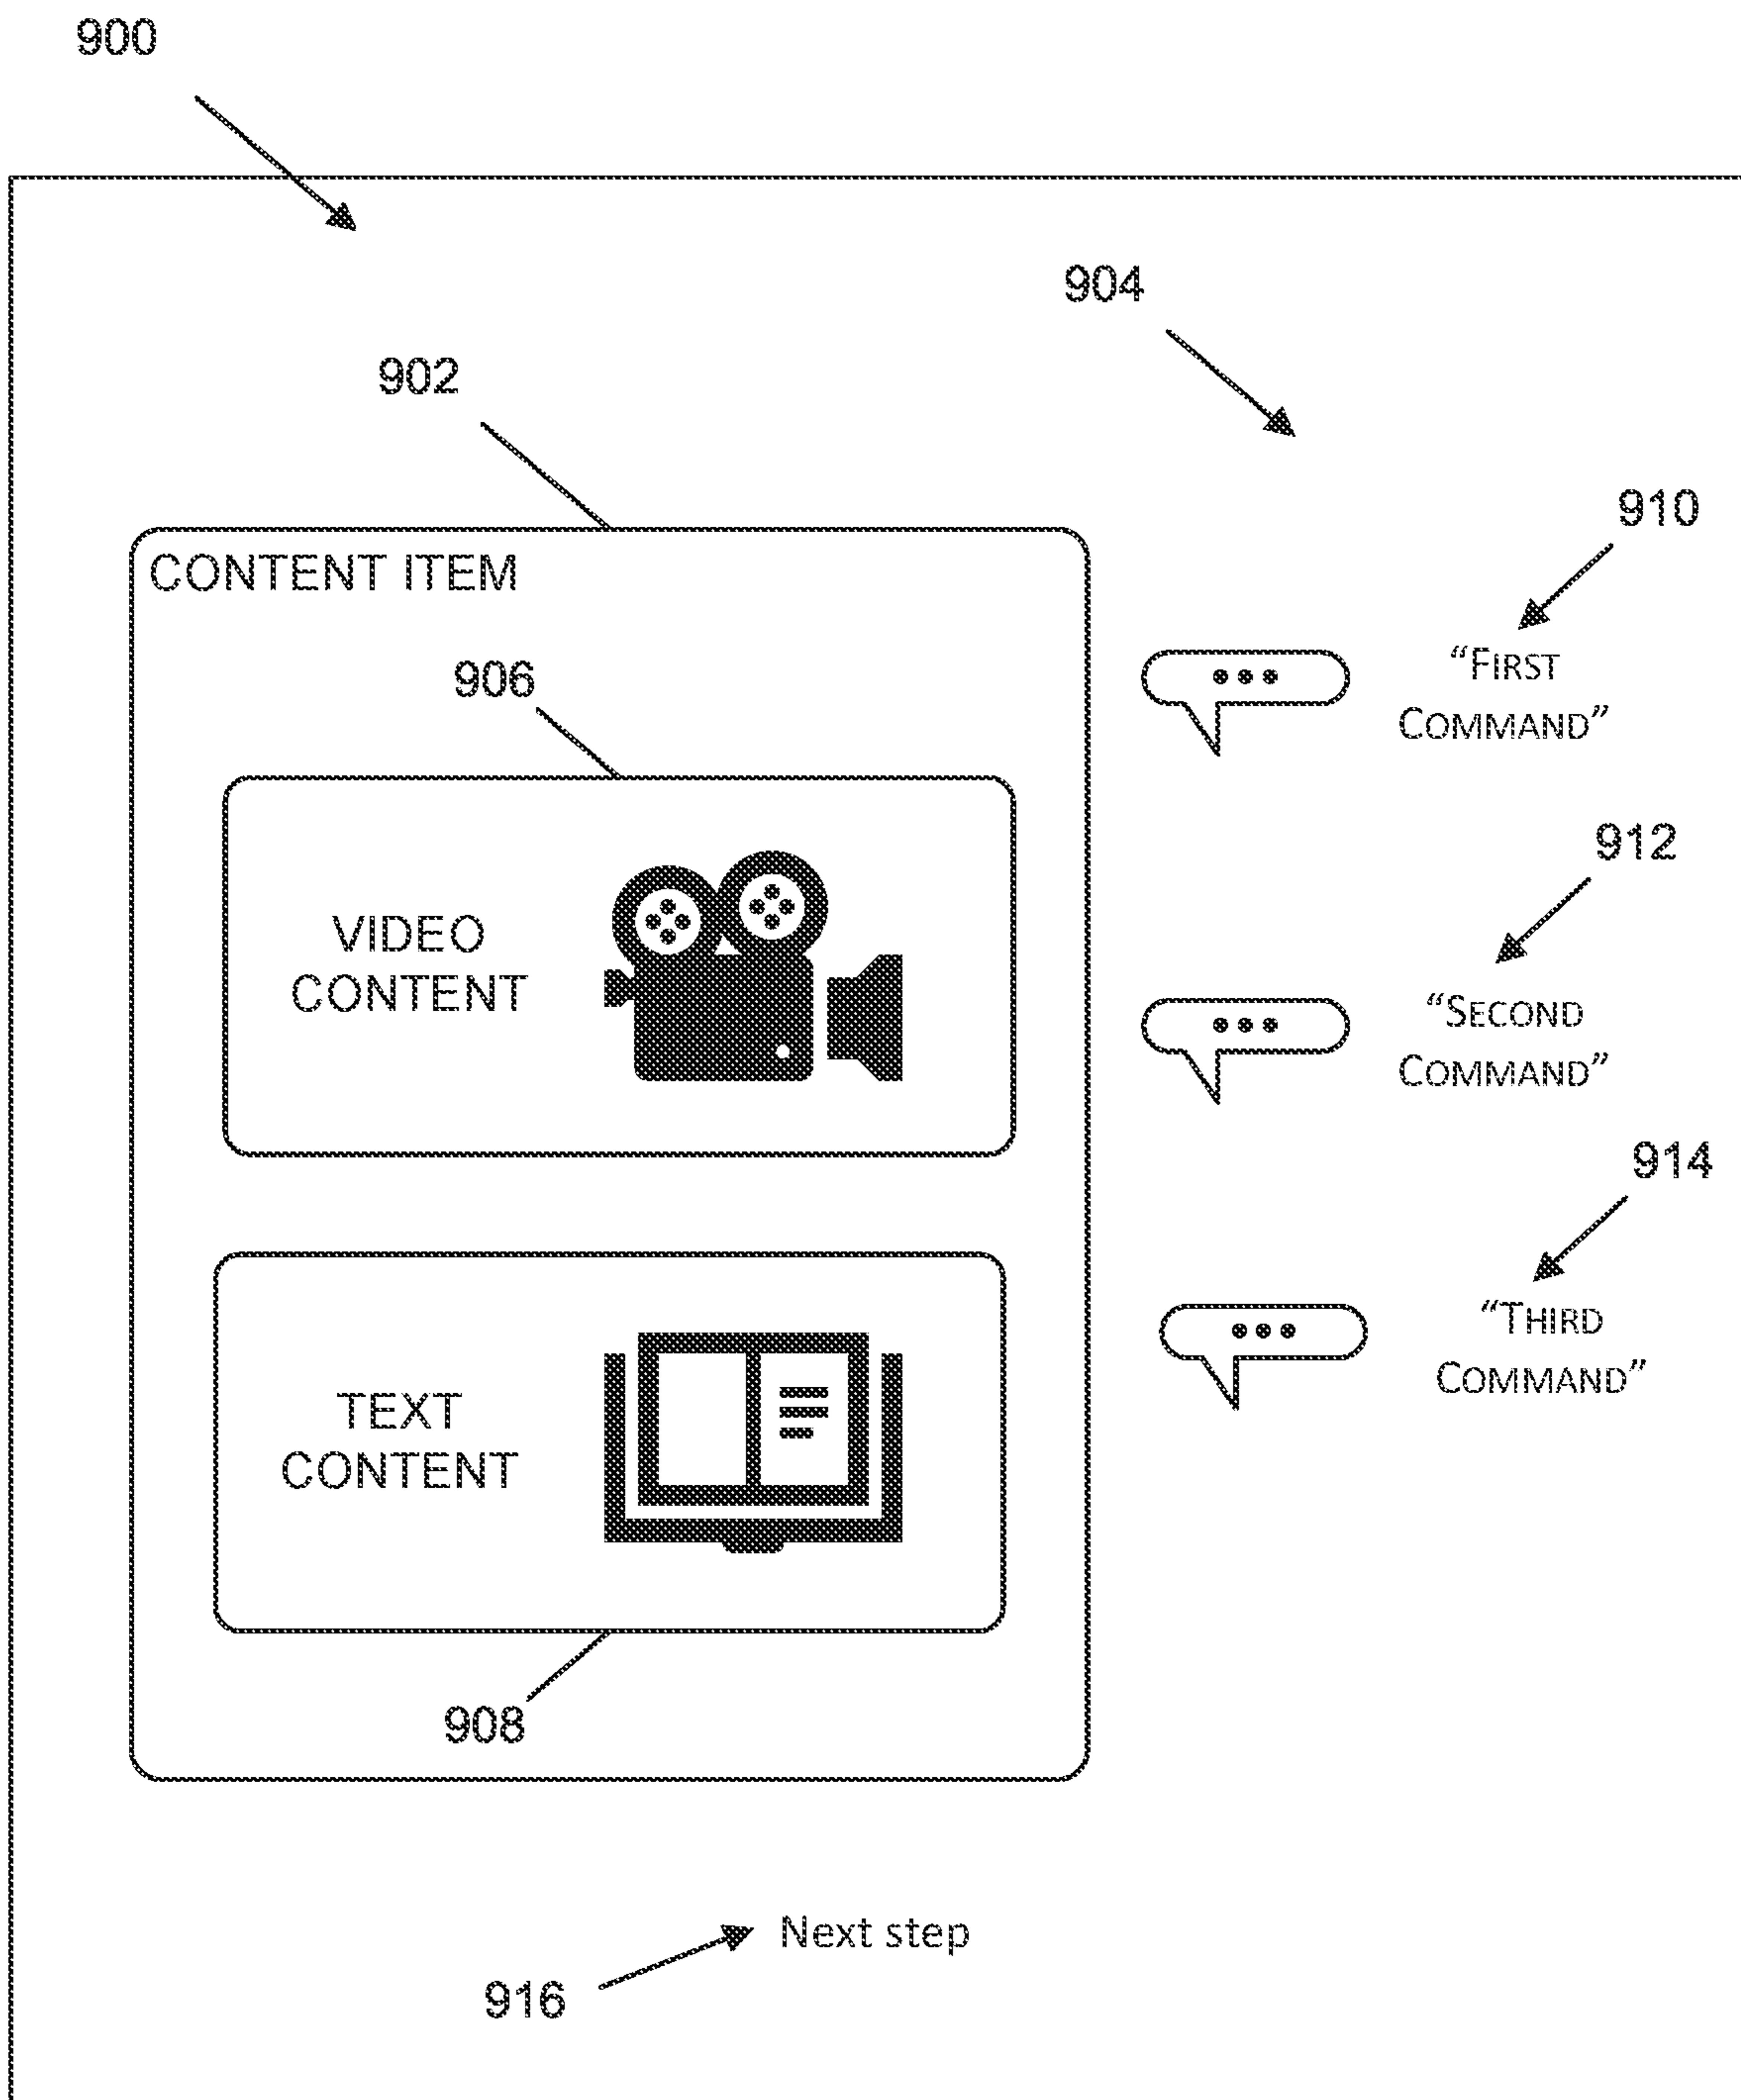 900
904
902
910
CONTENT ITEM
906
“FIRST
COMMAND”
912
VIDEO
CONTENT
“SECOND
COMMAND”
914
“THIRD
COMMAND”
TEXT
CONTENT
908
Next step
916